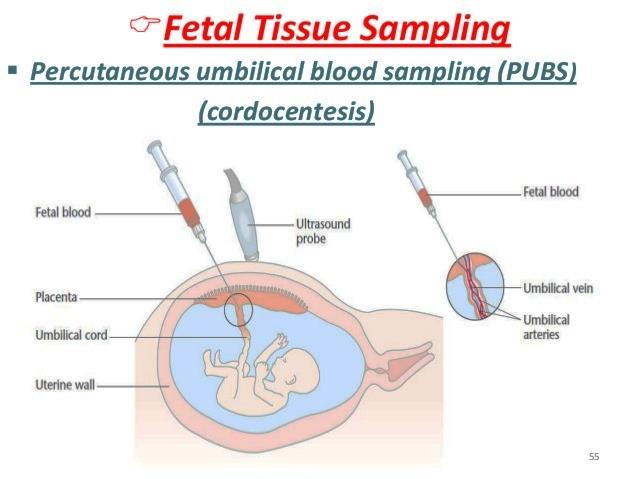 ☞Fetal Tissue Sampling
▪ Percutaneous umbilical blood sampling (PUBS)
(cordocentesis)
Fetal blood
Ultrasound
probe
Placenta
Umbilical cord
Uterine wall
Fetal blood
Umbilical vein
Umbilical
arteries
55